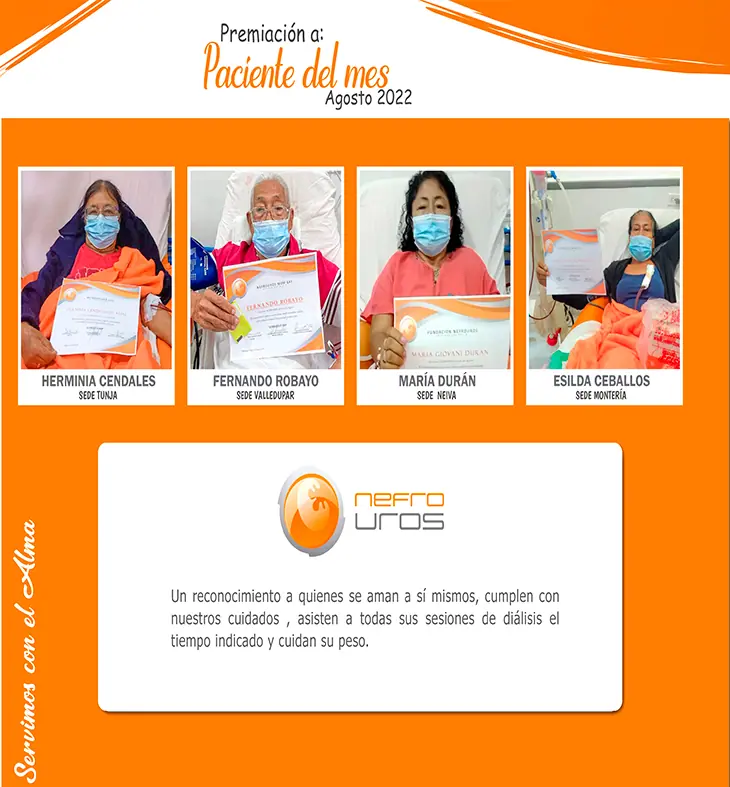 Premiación a:
Paciente del mes
Agosto 2022
FERNANDO ROBAYO
FUNDACIÓN NEFROUROS
MARIA GIOVANI DURAN
HERMINIA CENDALES
SEDE TUNJA
FERNANDO ROBAYO
SEDE VALLEDUPAR
MARÍA DURÁN
SEDE NEIVA
ESILDA CEBALLOS
SEDE MONTERÍA
nefro
uros
Un reconocimiento a quienes se aman a sí mismos, cumplen con
nuestros cuidados , asisten a todas sus sesiones de diálisis el
tiempo indicado y cuidan su peso.
Servimos con el Alma